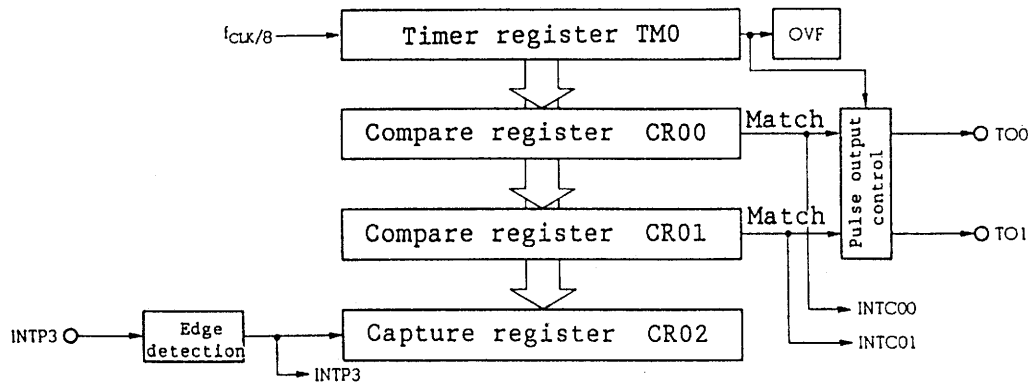 fCLK/8
Timer register TM0
OVF
Compare register CR00
Match
Pulse output
control
TO0
Compare register CR01
Match
TO1
INTC00
INTP3
Edge
detection
Capture register CR02
INTC01
INTP3